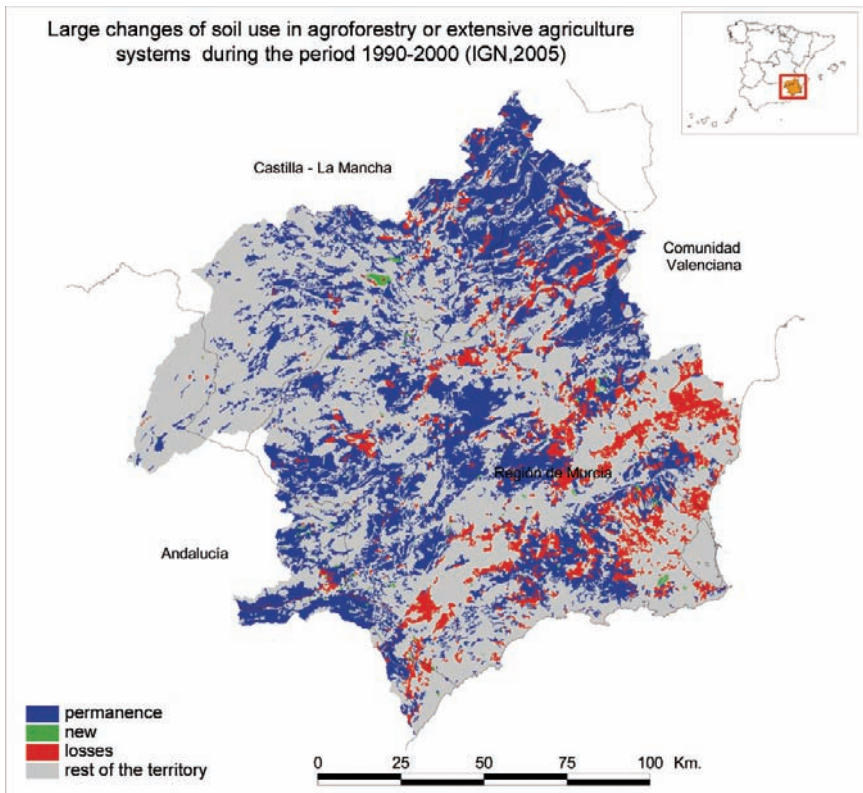 Large changes of soil use in agroforestry or extensive agriculture
systems during the period 1990-2000 (IGN,2005)
Castilla - La Mancha
Comunidad
Valenciana
Región de Murcia
Andalucía
permanence
new
losses
rest of the territory
0 25 50 75 100 Km.